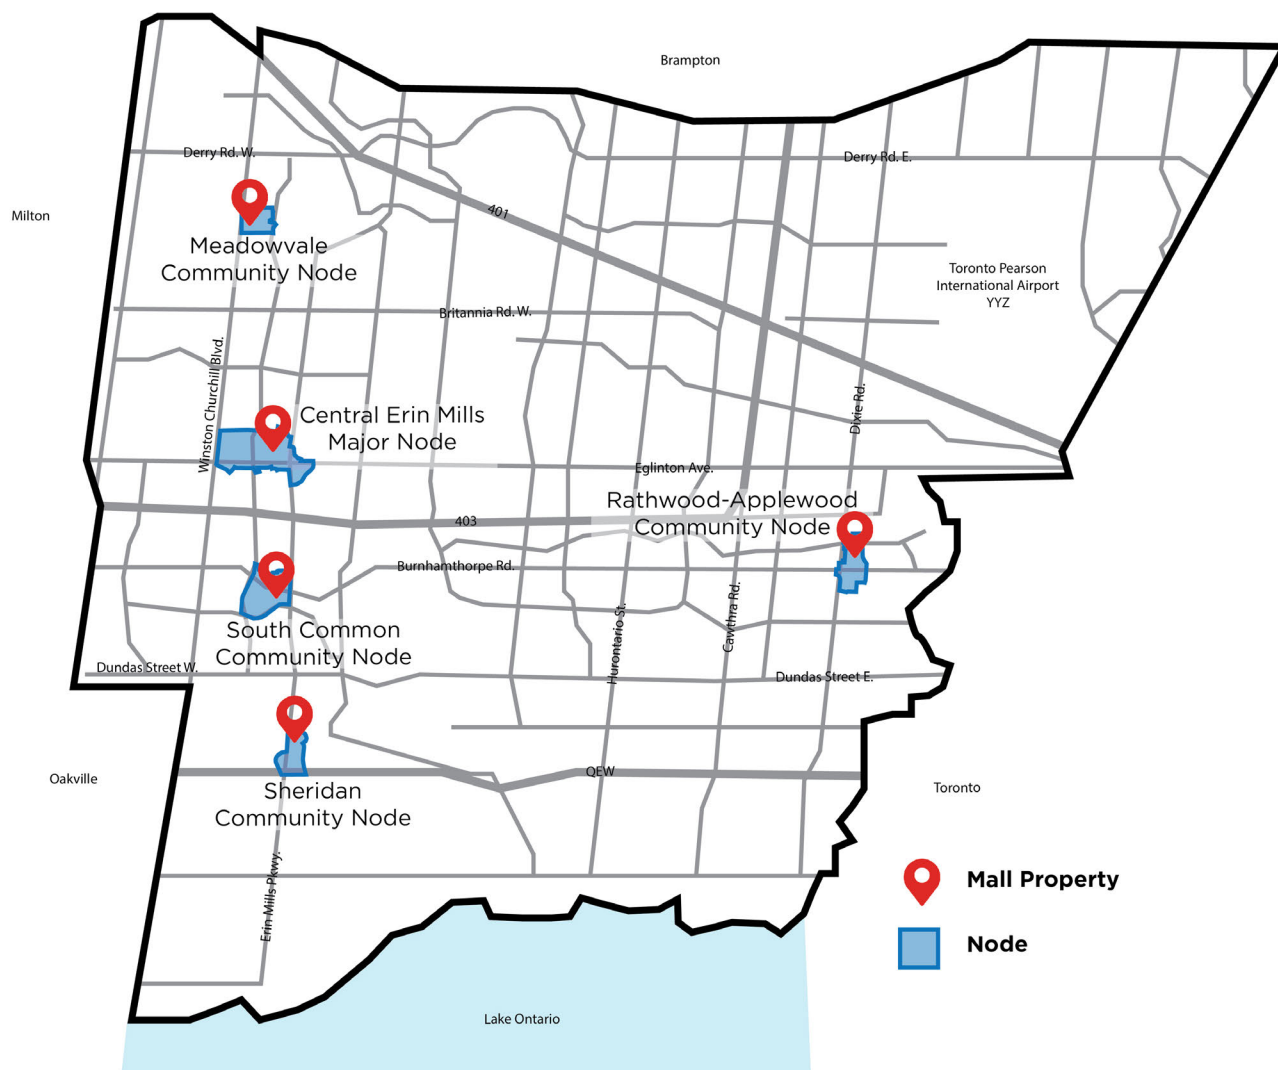 Brampton
Derry Rd. W.
Derry Rd. E.
Milton
401
Meadowvale
Community Node
Toronto Pearson
International Airport
YYZ
Britannia Rd. W.
Winston Churchill Blvd.
Dixie Rd.
Central Erin Mills
Major Node
Eglinton Ave.
Rathwood-Applewood
Community Node
403
Burnhamthorpe Rd.
Hurontario St.
Cawthra Rd.
South Common
Community Node
Dundas Street W.
Dundas Street E.
Oakville
QEW
Toronto
Sheridan
Community Node
Erin Mills Pkwy.
Mall Property
Node
Lake Ontario